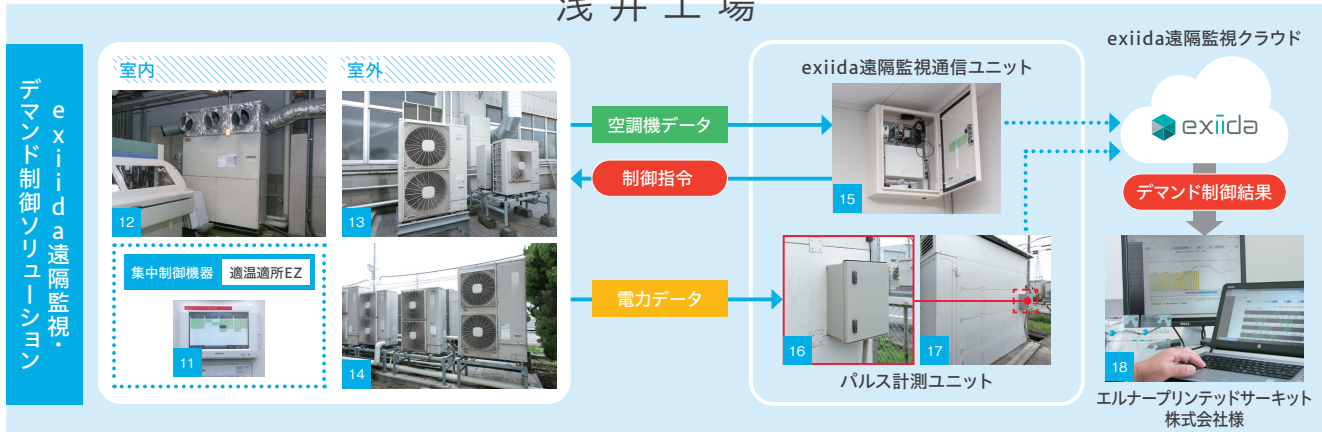 浅井工場
exiida遠隔監視・
デマンド制御ソリューション
室内
室外
12
13
集中制御機器
適温適所EZ
11
14
空調機データ
制御指令
電力データ
exiida遠隔監視通信ユニット
15
16
17
パルス計測ユニット
exiida遠隔監視クラウド
exiida
デマンド制御結果
18
エルナープリンテッドサーキット
株式会社様